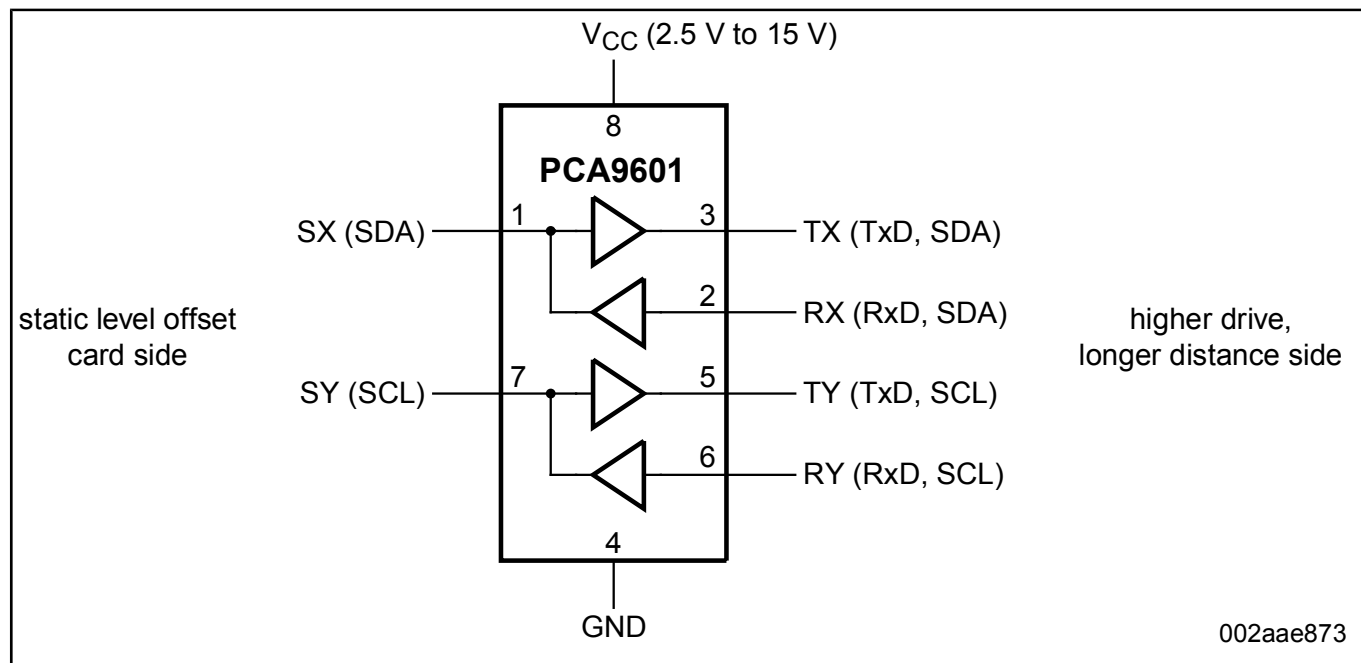 VCC (2.5 V to 15 V)
8
PCA9601
SX (SDA)
1
3
TX (TxD, SDA)
2
RX (RxD, SDA)
static level offset
card side
higher drive,
longer distance side
SY (SCL)
7
5
TY (TxD, SCL)
6
RY (RxD, SCL)
4
GND
002aae873